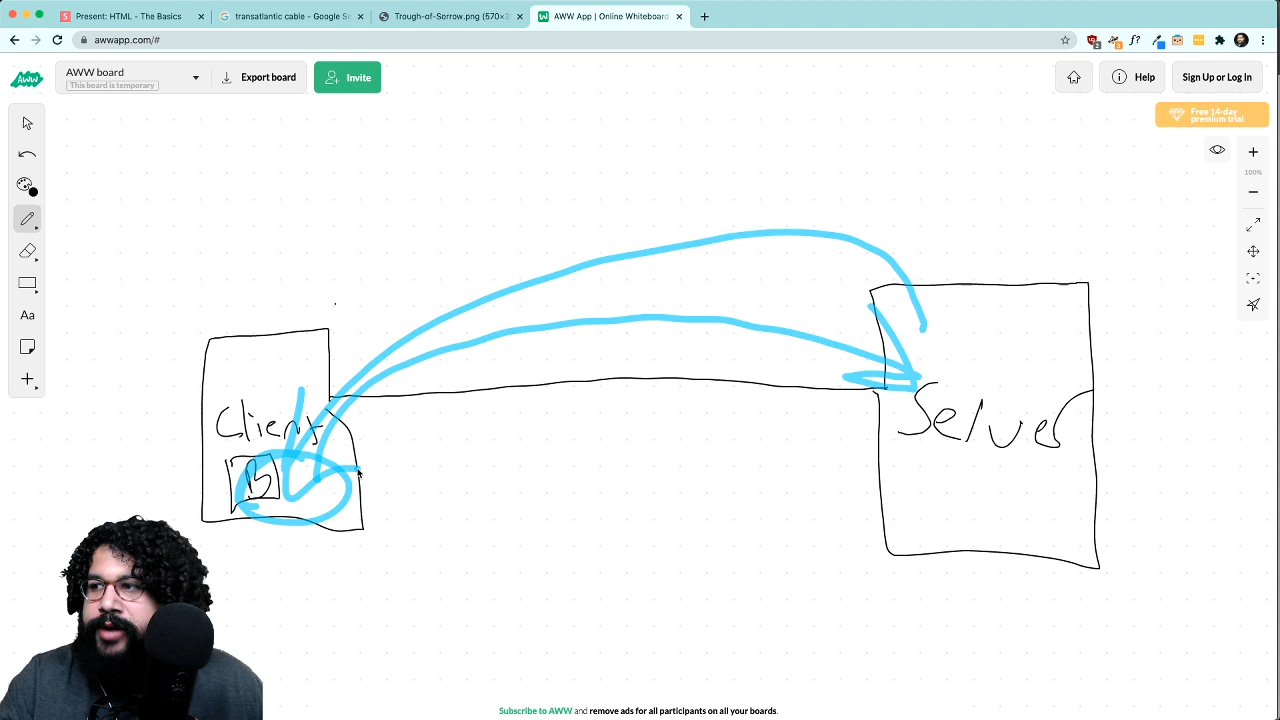 Present: HTML - The Basics
transatlantic cable - Google Se
Trough-of-Sorrow.png (570×3
AWW App | Online Whiteboard
awwapp.com/#
AWW
AWW board
This board is temporary
Export board
Invite
Help
Sign Up or Log In
Free 14-day
premium trial
100%
Aa
Client
B
Server
Subscribe to AWW and remove ads for all participants on all your boards.